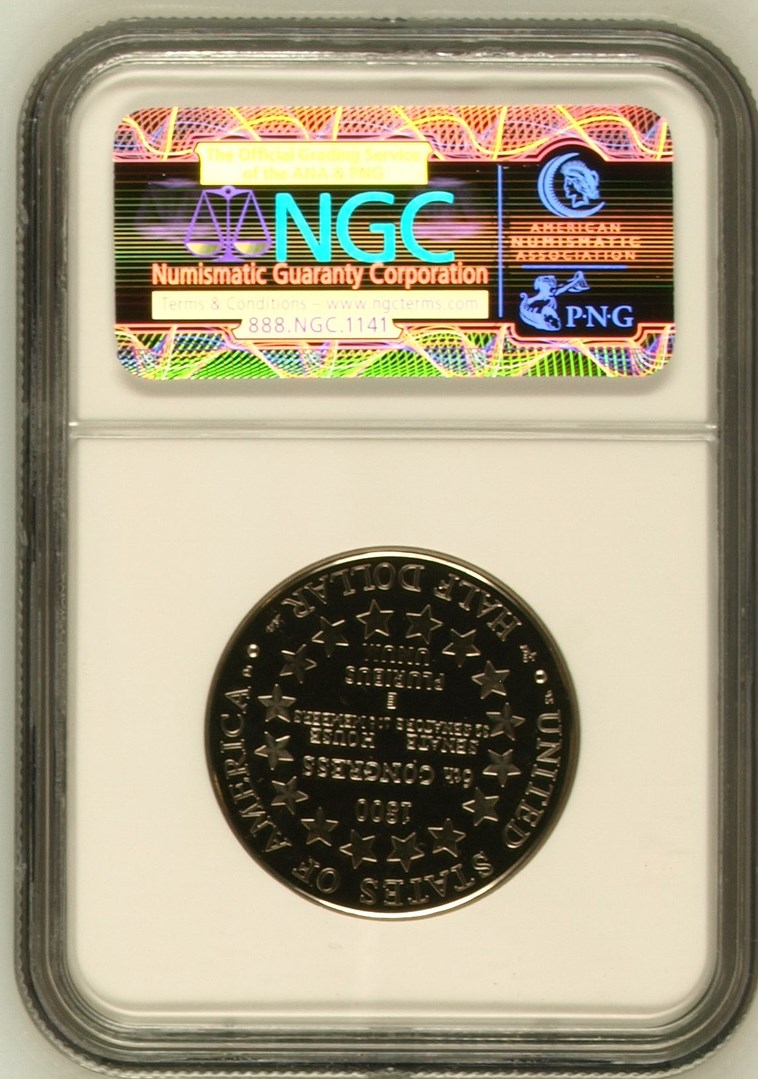 The Official Grading Service
of the ANA & PNG
NGC
Numismatic Guaranty Corporation
Terms & Conditions – www.ngcterms.com
888.NGC.1141
AMERICAN
NUMISMATIC
ASSOCIATION
P·N·G
UNITED STATES OF AMERICA
1800
6th CONGRESS
SENATE HOUSE
32 SENATORS 106 MEMBERS
E
PLURIBUS
UNUM
HALF DOLLAR